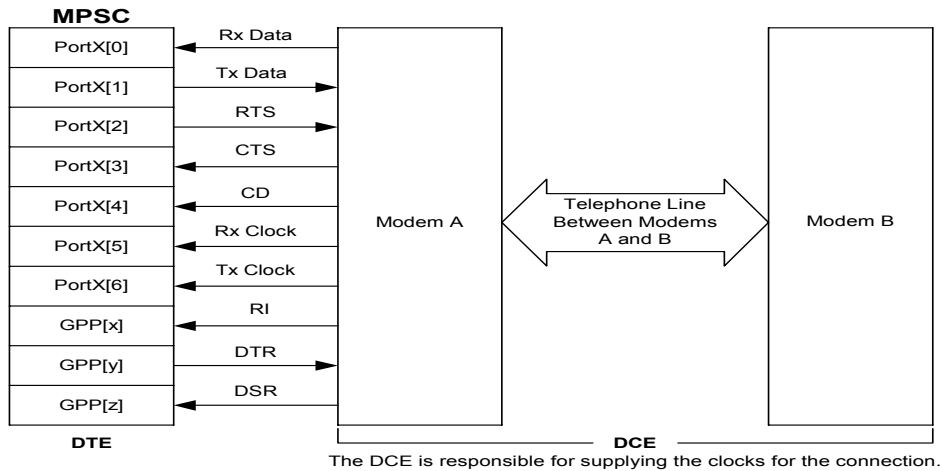 MPSC
PortX[0]
Rx Data
PortX[1]
Tx Data
PortX[2]
RTS
PortX[3]
CTS
PortX[4]
CD
PortX[5]
Rx Clock
PortX[6]
Tx Clock
GPP[x]
RI
GPP[y]
DTR
GPP[z]
DSR
Modem A
Telephone Line
Between Modems
A and B
Modem B
DTE
DCE
The DCE is responsible for supplying the clocks for the connection.